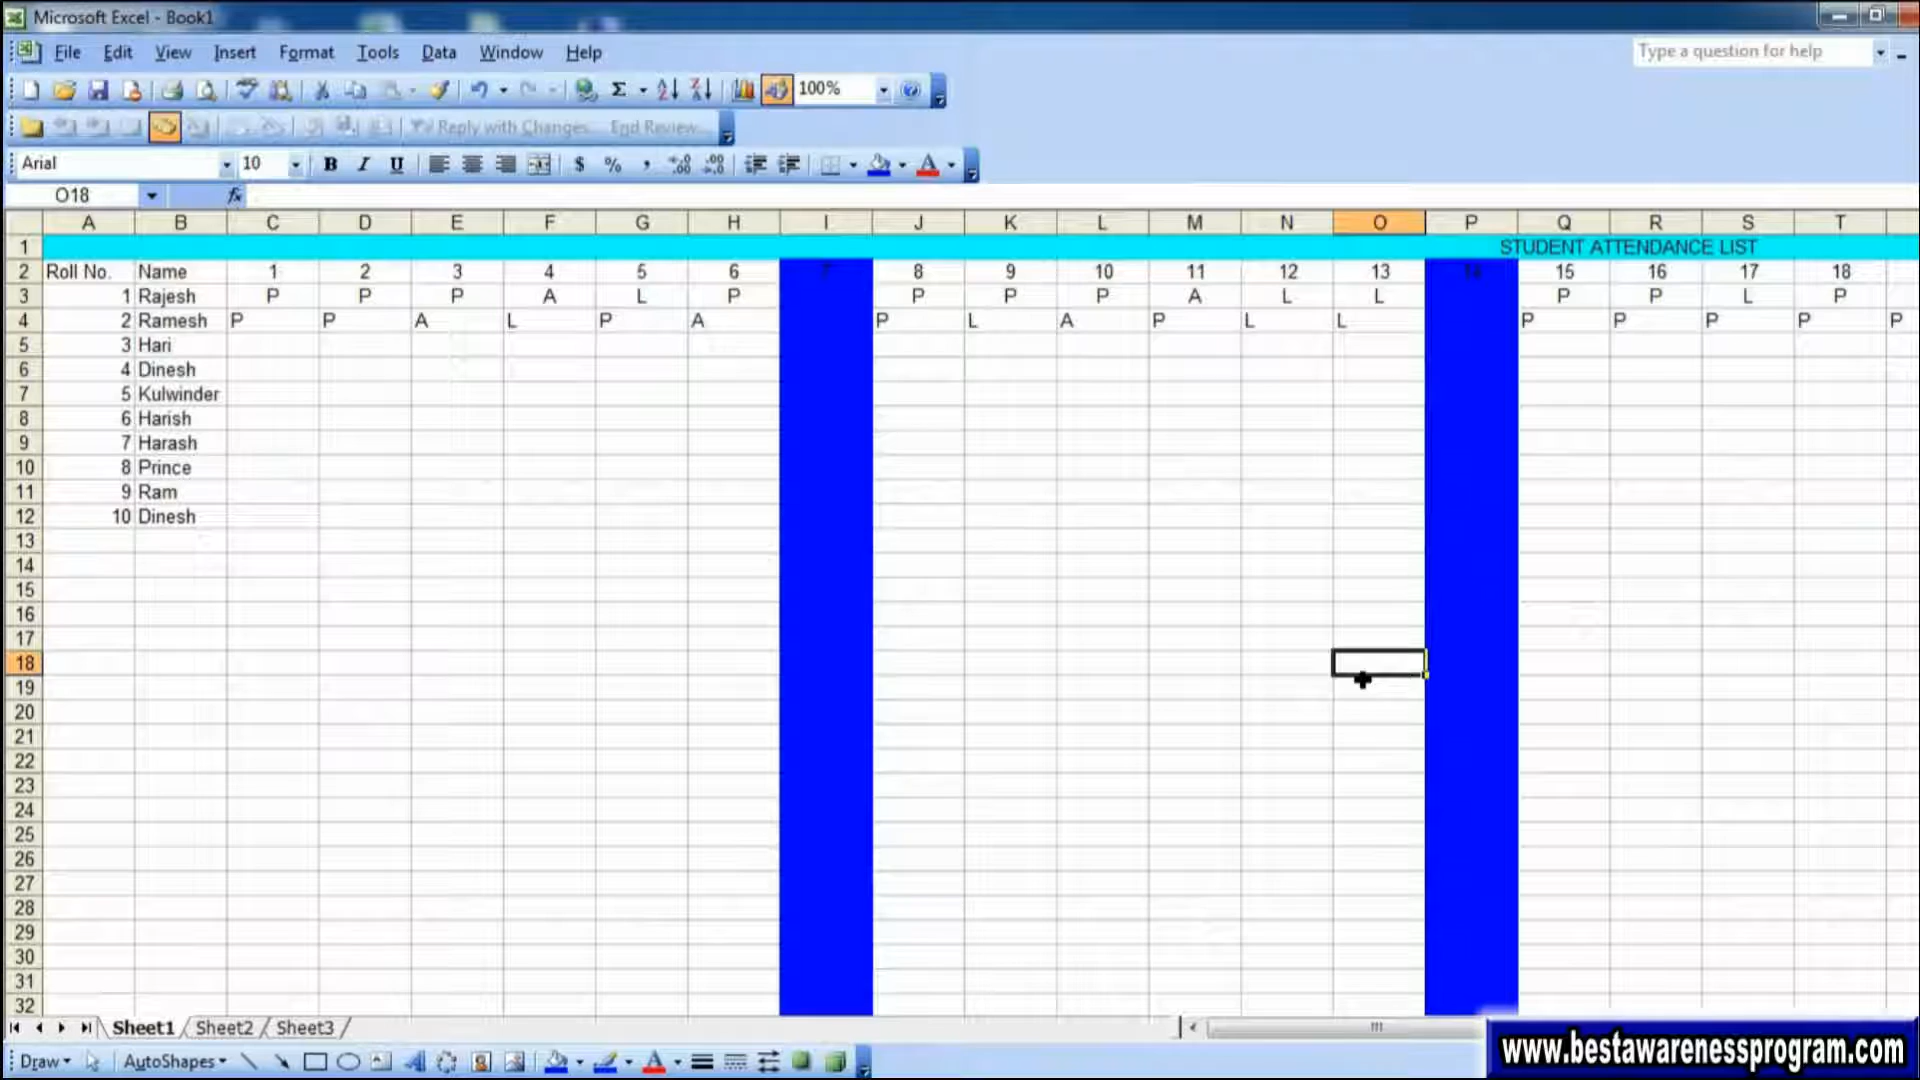 Microsoft Excel - Book1
File Edit View Insert Format Tools Data Window Help Type a question for help
Σ 100%
Reply with Changes... End Review...
Arial 10 B I U $ % ,
O18 fx
A B C D E F G H I J K L M N O P Q R S T
1 STUDENT ATTENDANCE LIST
2 Roll No. Name 1 2 3 4 5 6 7 8 9 10 11 12 13 14 15 16 17 18
3 1 Rajesh P P P A L P P P P A L L P P L P
4 2 Ramesh P P A L P A P L A P L L P P P P P
5 3 Hari
6 4 Dinesh
7 5 Kulwinder
8 6 Harish
9 7 Harash
10 8 Prince
11 9 Ram
12 10 Dinesh
13
14
15
16
17
18
19
20
21
22
23
24
25
26
27
28
29
30
31
32
Sheet1 Sheet2 Sheet3
Draw AutoShapes A
www.bestawarenessprogram.com